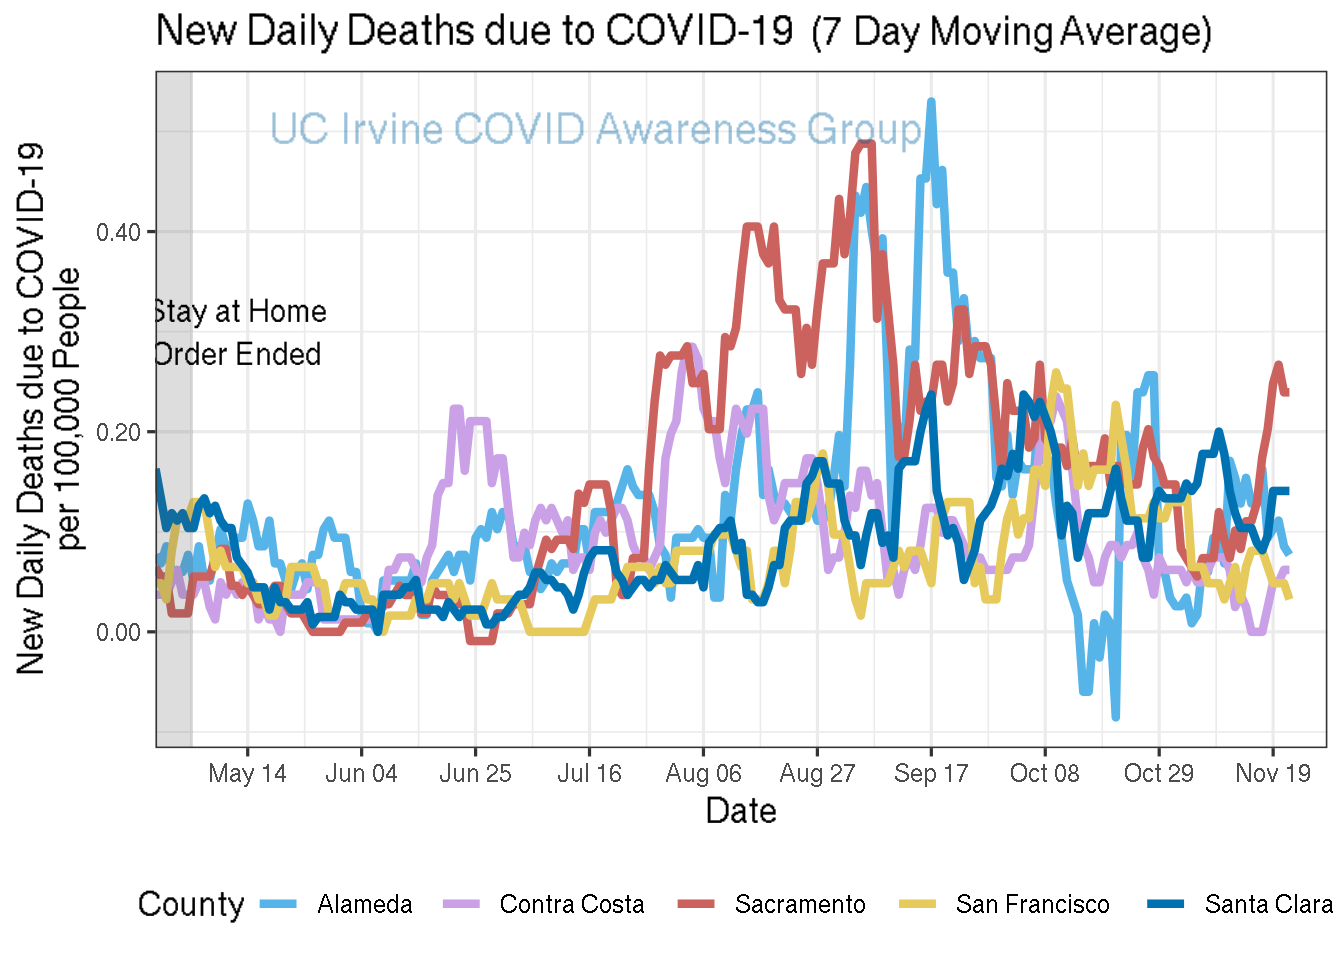 New Daily Deaths due to COVID-19 (7 Day Moving Average)
UC Irvine COVID Awareness Group
New Daily Deaths due to COVID-19
per 100,000 People
0.40
0.20
0.00
Stay at Home
Order Ended
May 14
Jun 04
Jun 25
Jul 16
Aug 06
Aug 27
Sep 17
Oct 08
Oct 29
Nov 19
Date
County
Alameda
Contra Costa
Sacramento
San Francisco
Santa Clara